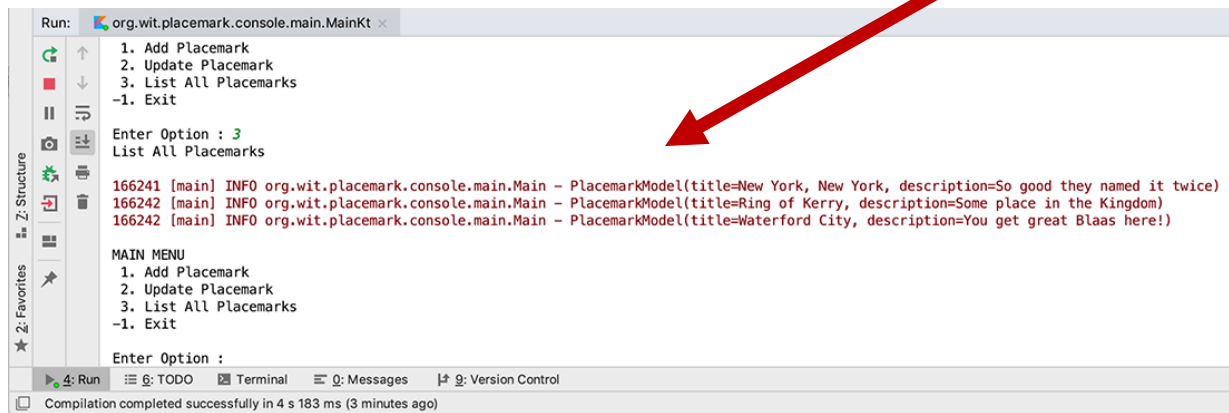 Run: org.wit.placemark.console.main.MainKt ×
1. Add Placemark
2. Update Placemark
3. List All Placemarks
-1. Exit
Enter Option : 3
List All Placemarks
166241 [main] INFO org.wit.placemark.console.main.Main - PlacemarkModel(title=New York, New York, description=So good they named it twice)
166242 [main] INFO org.wit.placemark.console.main.Main - PlacemarkModel(title=Ring of Kerry, description=Some place in the Kingdom)
166242 [main] INFO org.wit.placemark.console.main.Main - PlacemarkModel(title=Waterford City, description=You get great Blaas here!)
MAIN MENU
1. Add Placemark
2. Update Placemark
3. List All Placemarks
-1. Exit
Enter Option :
Z: Structure
2: Favorites
4: Run 6: TODO Terminal 0: Messages 9: Version Control
Compilation completed successfully in 4 s 183 ms (3 minutes ago)